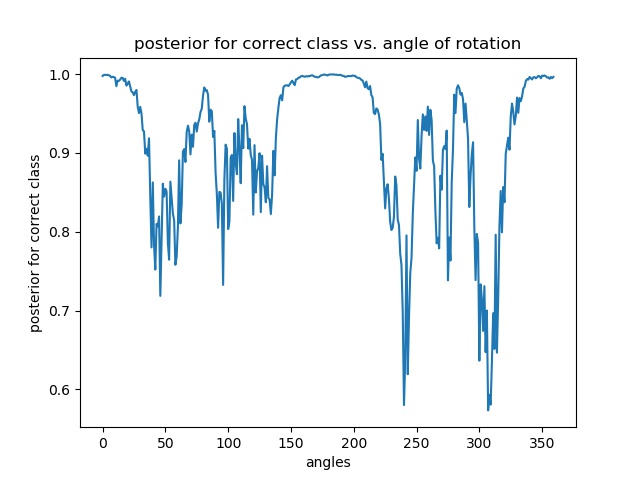 posterior for correct class vs. angle of rotation
1.0
0.9
0.8
0.7
0.6
posterior for correct class
0 50 100 150 200 250 300 350
angles